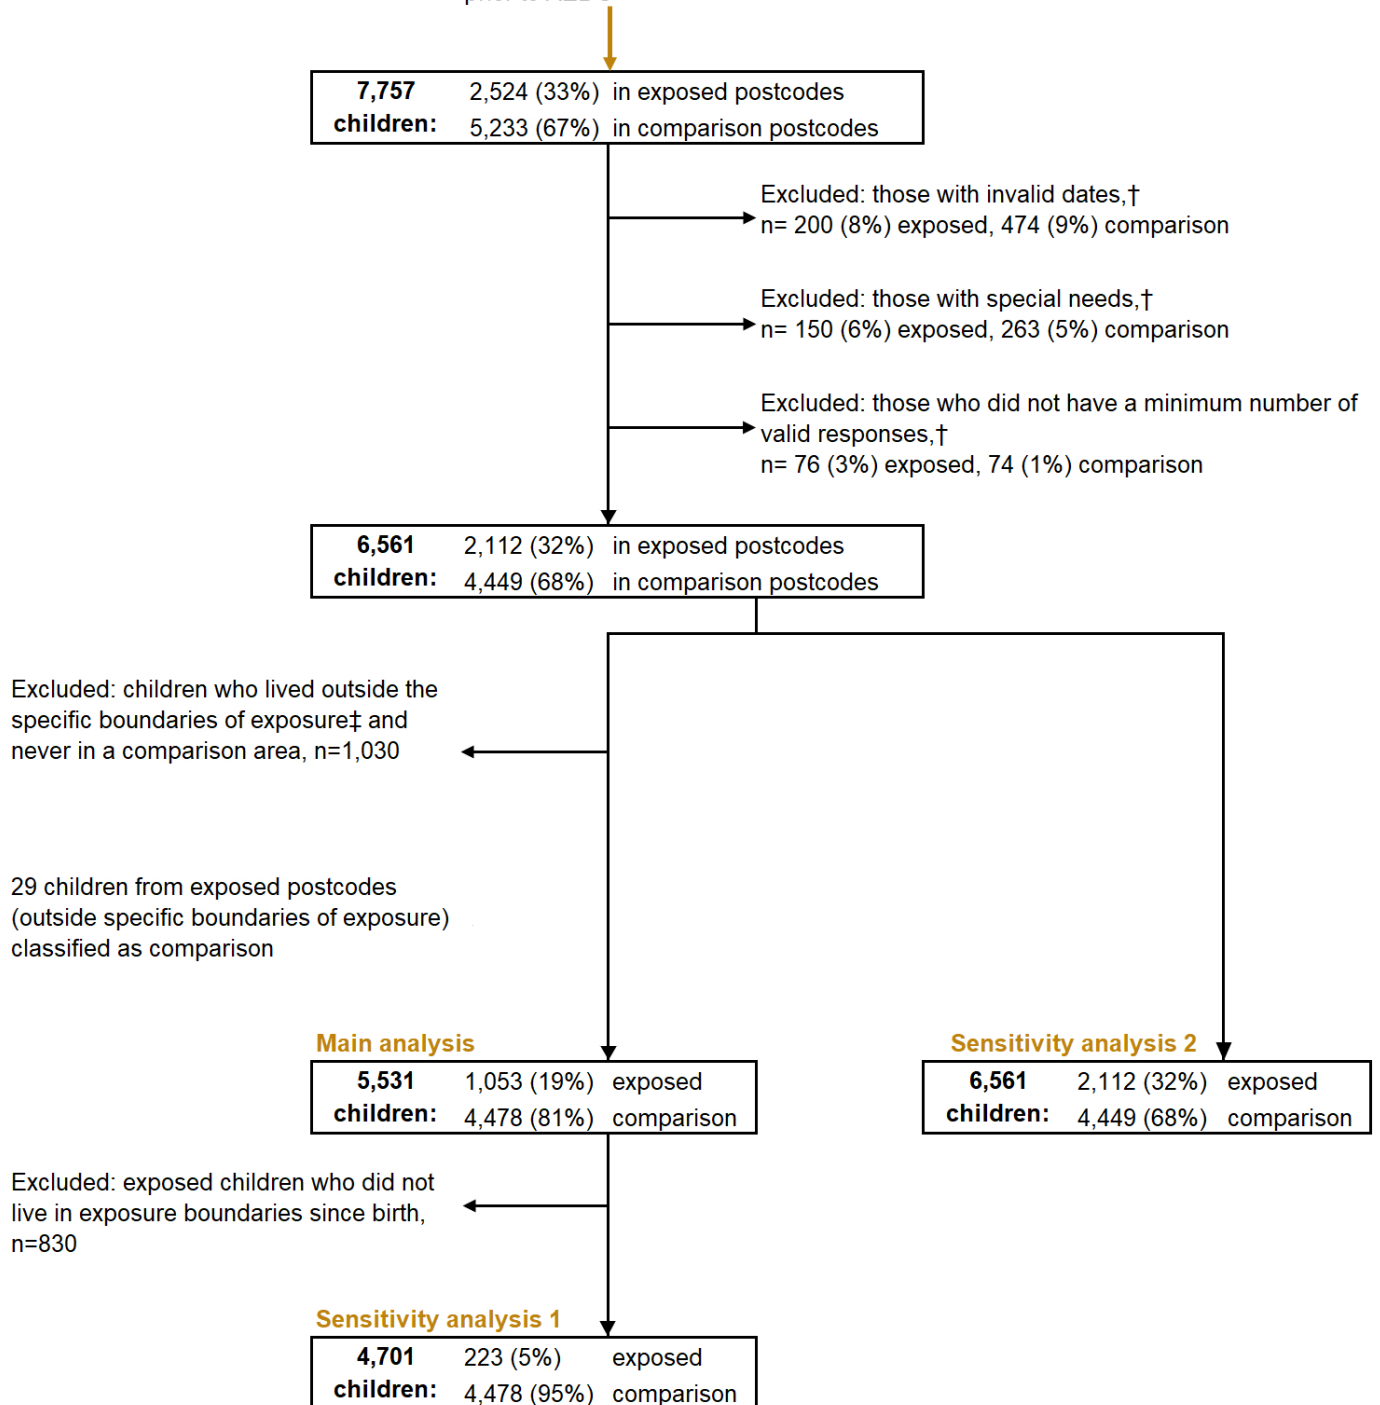 7,757 2,524 (33%) in exposed postcodes
children: 5,233 (67%) in comparison postcodes
Excluded: those with invalid dates,†
n= 200 (8%) exposed, 474 (9%) comparison
Excluded: those with special needs,†
n= 150 (6%) exposed, 263 (5%) comparison
Excluded: those who did not have a minimum number of
valid responses,†
n= 76 (3%) exposed, 74 (1%) comparison
6,561 2,112 (32%) in exposed postcodes
children: 4,449 (68%) in comparison postcodes
Excluded: children who lived outside the
specific boundaries of exposure‡ and
never in a comparison area, n=1,030
29 children from exposed postcodes
(outside specific boundaries of exposure)
classified as comparison
Main analysis
5,531 1,053 (19%) exposed
children: 4,478 (81%) comparison
Sensitivity analysis 2
6,561 2,112 (32%) exposed
children: 4,449 (68%) comparison
Excluded: exposed children who did not
live in exposure boundaries since birth,
n=830
Sensitivity analysis 1
4,701 223 (5%) exposed
children: 4,478 (95%) comparison